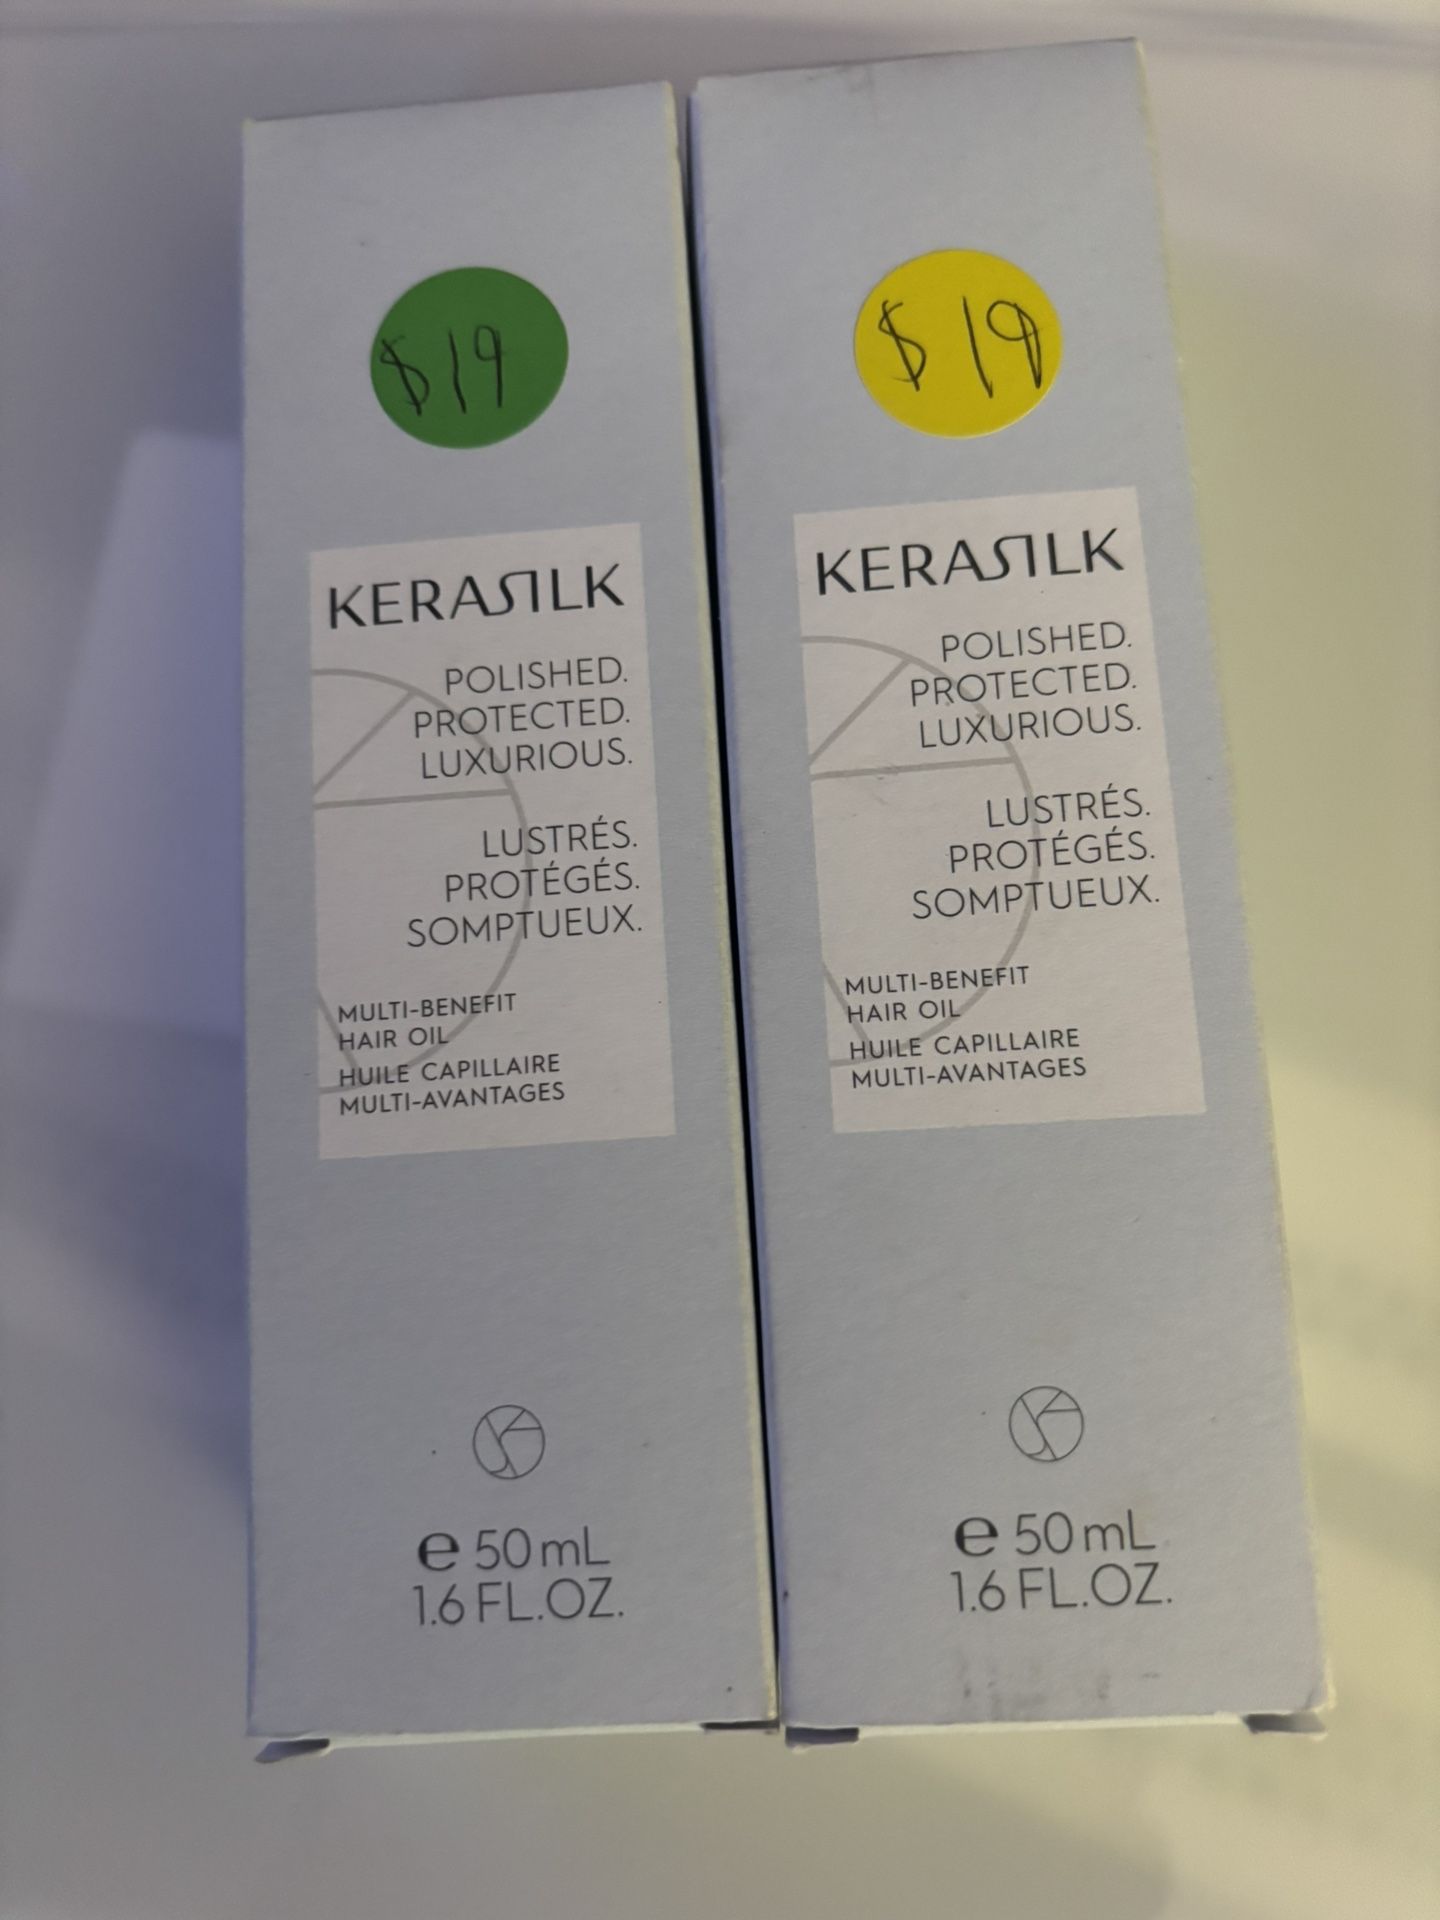 $19
KERASILK
POLISHED.
PROTECTED.
LUXURIOUS.
LUSTRÉS.
PROTÉGÉS.
SOMPTUEUX.
MULTI-BENEFIT
HAIR OIL
HUILE CAPILLAIRE
MULTI-AVANTAGES
e 50 mL
1.6 FL.OZ.
$19
KERASILK
POLISHED.
PROTECTED.
LUXURIOUS.
LUSTRÉS.
PROTÉGÉS.
SOMPTUEUX.
MULTI-BENEFIT
HAIR OIL
HUILE CAPILLAIRE
MULTI-AVANTAGES
e 50 mL
1.6 FL.OZ.